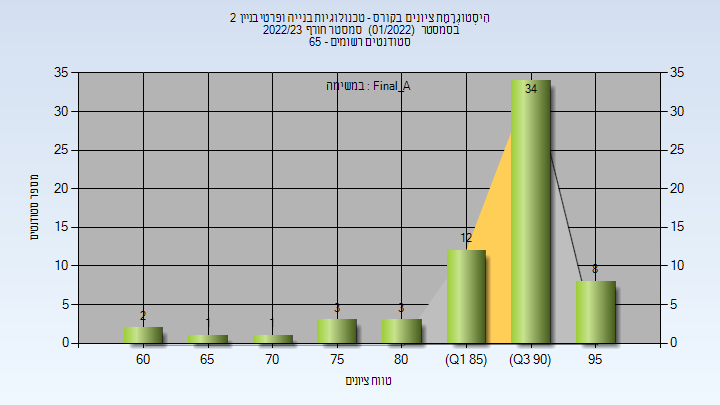 היסטוגרמת ציונים בקורס - טכנולוגיות בנייה ופרטי בניין 2
בסמסטר (01/2022) סמסטר חורף 2022/23
סטודנטים רשומים - 65
במשימה : Final_A
35 35
30 30
25 25
20 20
15 15
10 10
5 5
0 0
מספר סטודנטים
2 1 1 3 3 12 34 8
60 65 70 75 80 (Q1 85) (Q3 90) 95
טווח ציונים